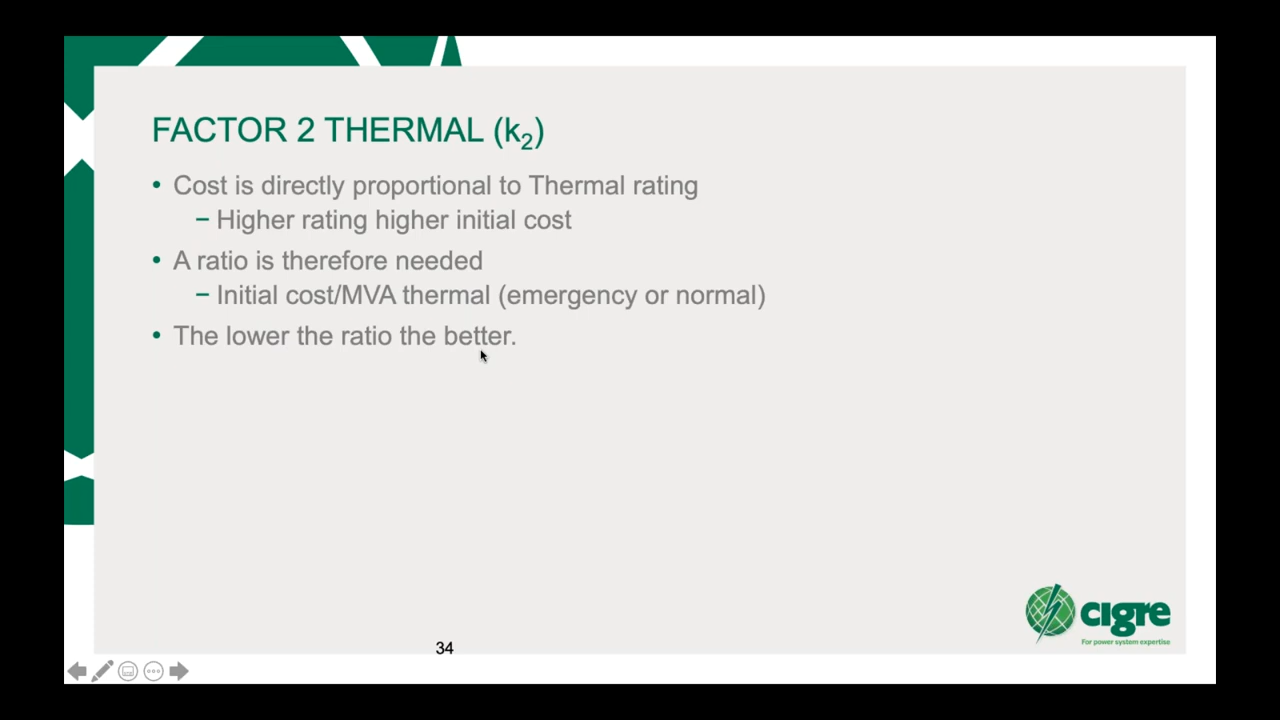 FACTOR 2 THERMAL (k₂)
• Cost is directly proportional to Thermal rating
– Higher rating higher initial cost
• A ratio is therefore needed
– Initial cost/MVA thermal (emergency or normal)
• The lower the ratio the better.
cigre
For power system expertise
34